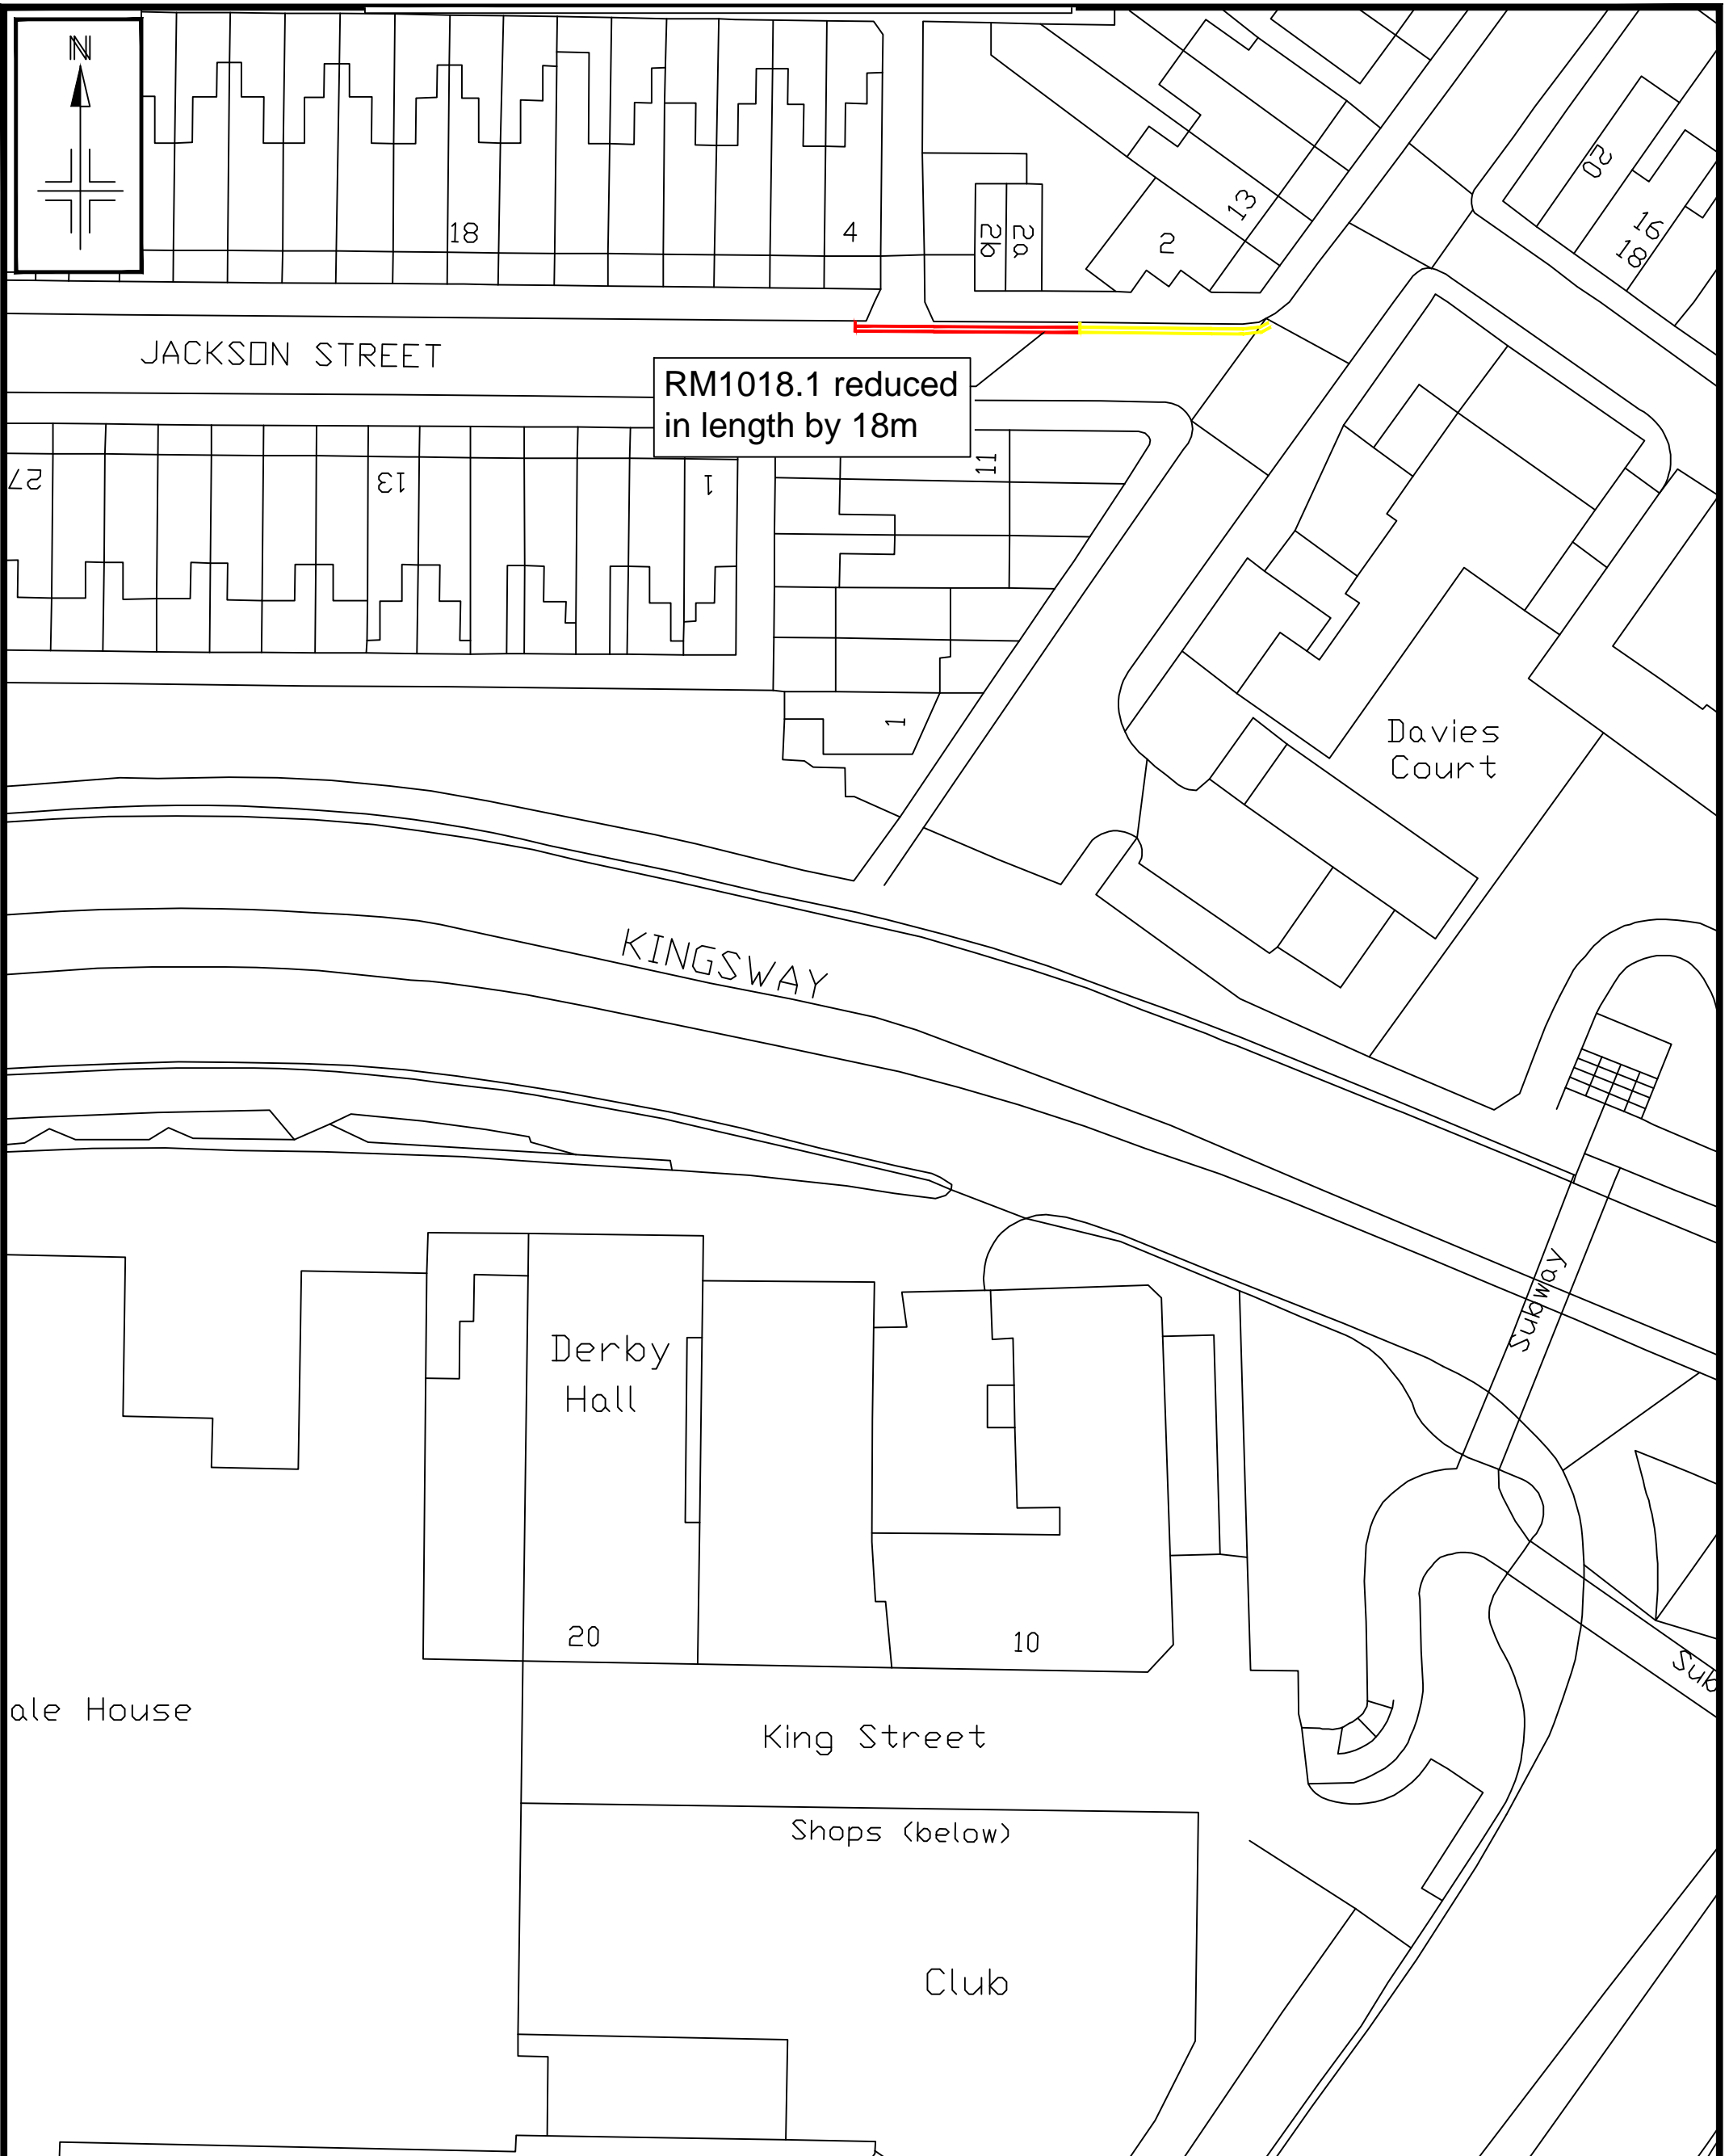 N
18
4
2b
2a
2
13
20
16
18
JACKSON STREET
RM1018.1 reduced
in length by 18m
27
13
1
11
1
Davies
Court
KINGSWAY
Subway
Derby
Hall
20
10
Sub
ale House
King Street
Shops (below)
Club